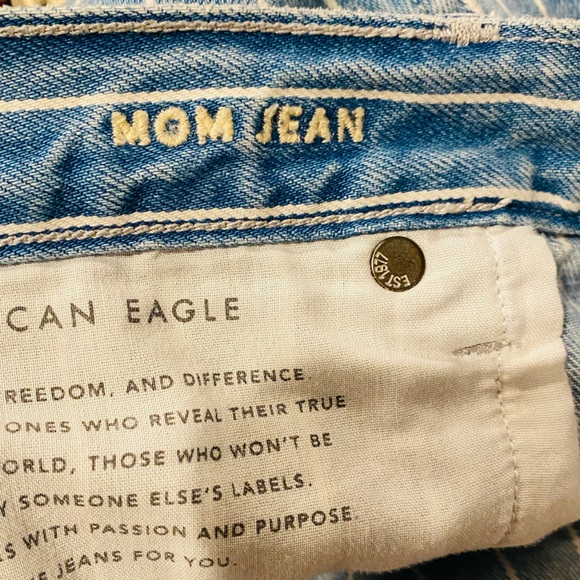 MOM JEAN
EST 1977
CAN EAGLE
REEDOM, AND DIFFERENCE.
ONES WHO REVEAL THEIR TRUE
ORLD, THOSE WHO WON'T BE
Y SOMEONE ELSE'S LABELS.
S WITH PASSION AND PURPOSE.
JEANS FOR YOU.